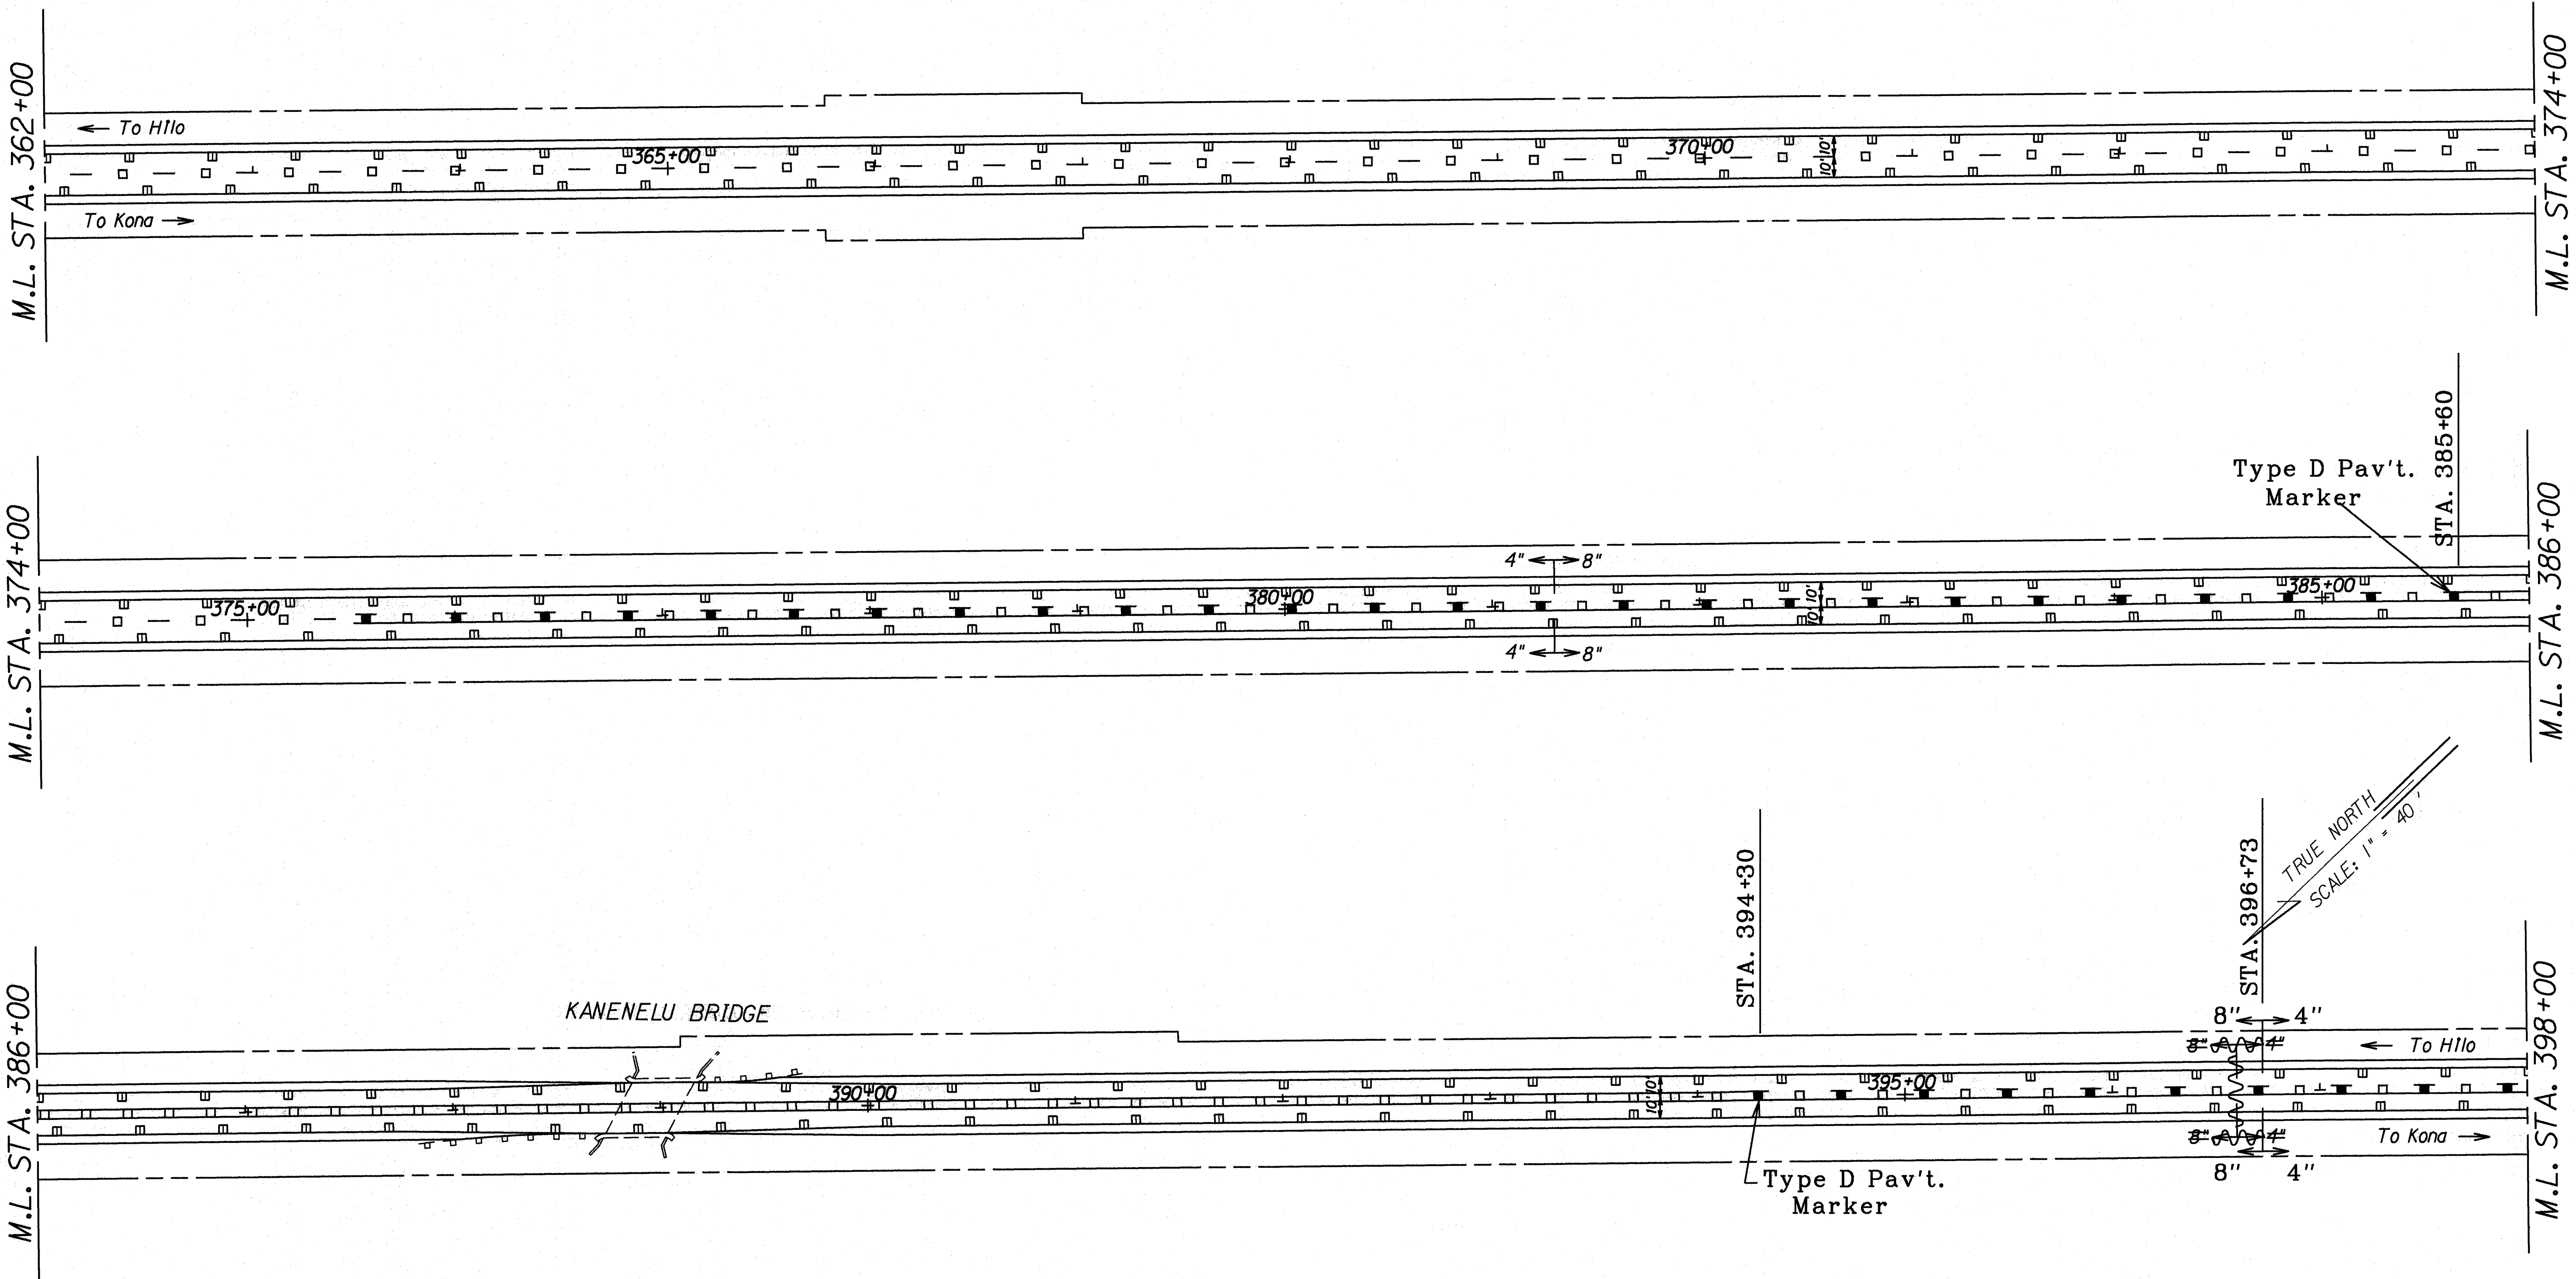 M.L. STA. 362+00
← To Hilo
365+00
370+00
10' 10'
To Kona →
M.L. STA. 374+00
M.L. STA. 374+00
375+00
380+00
4" 8"
4" 8"
10' 10'
385+00
Type D Pav't.
Marker
STA. 385+60
M.L. STA. 386+00
TRUE NORTH
SCALE: 1" = 40'
M.L. STA. 386+00
KANENELU BRIDGE
390+00
10' 10'
STA. 394+30
395+00
Type D Pav't.
Marker
STA. 396+73
8" 4"
8" 4"
← To Hilo
To Kona →
8" 4"
8" 4"
M.L. STA. 398+00